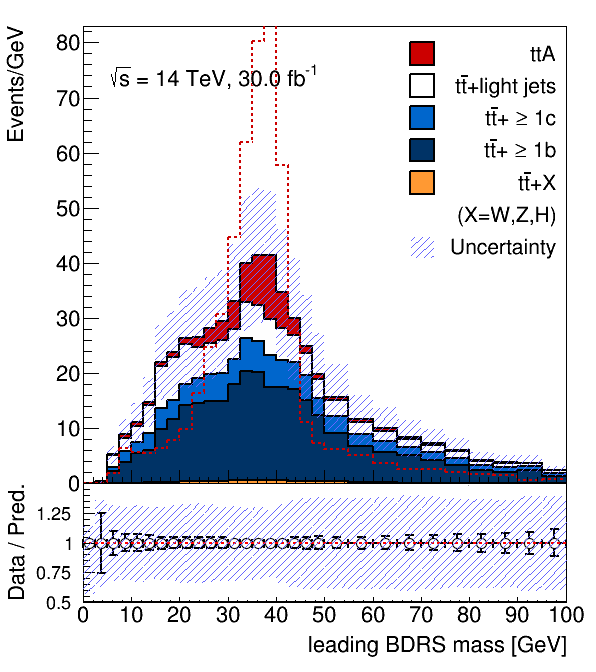 Events/GeV
80
70
60
50
40
30
20
10
0
√s = 14 TeV, 30.0 fb⁻¹
ttA
tt̄+light jets
tt̄+ ≥ 1c
tt̄+ ≥ 1b
tt̄+X
(X=W,Z,H)
Uncertainty
Data / Pred.
1.25
1
0.75
0.5
0 10 20 30 40 50 60 70 80 90 100
leading BDRS mass [GeV]